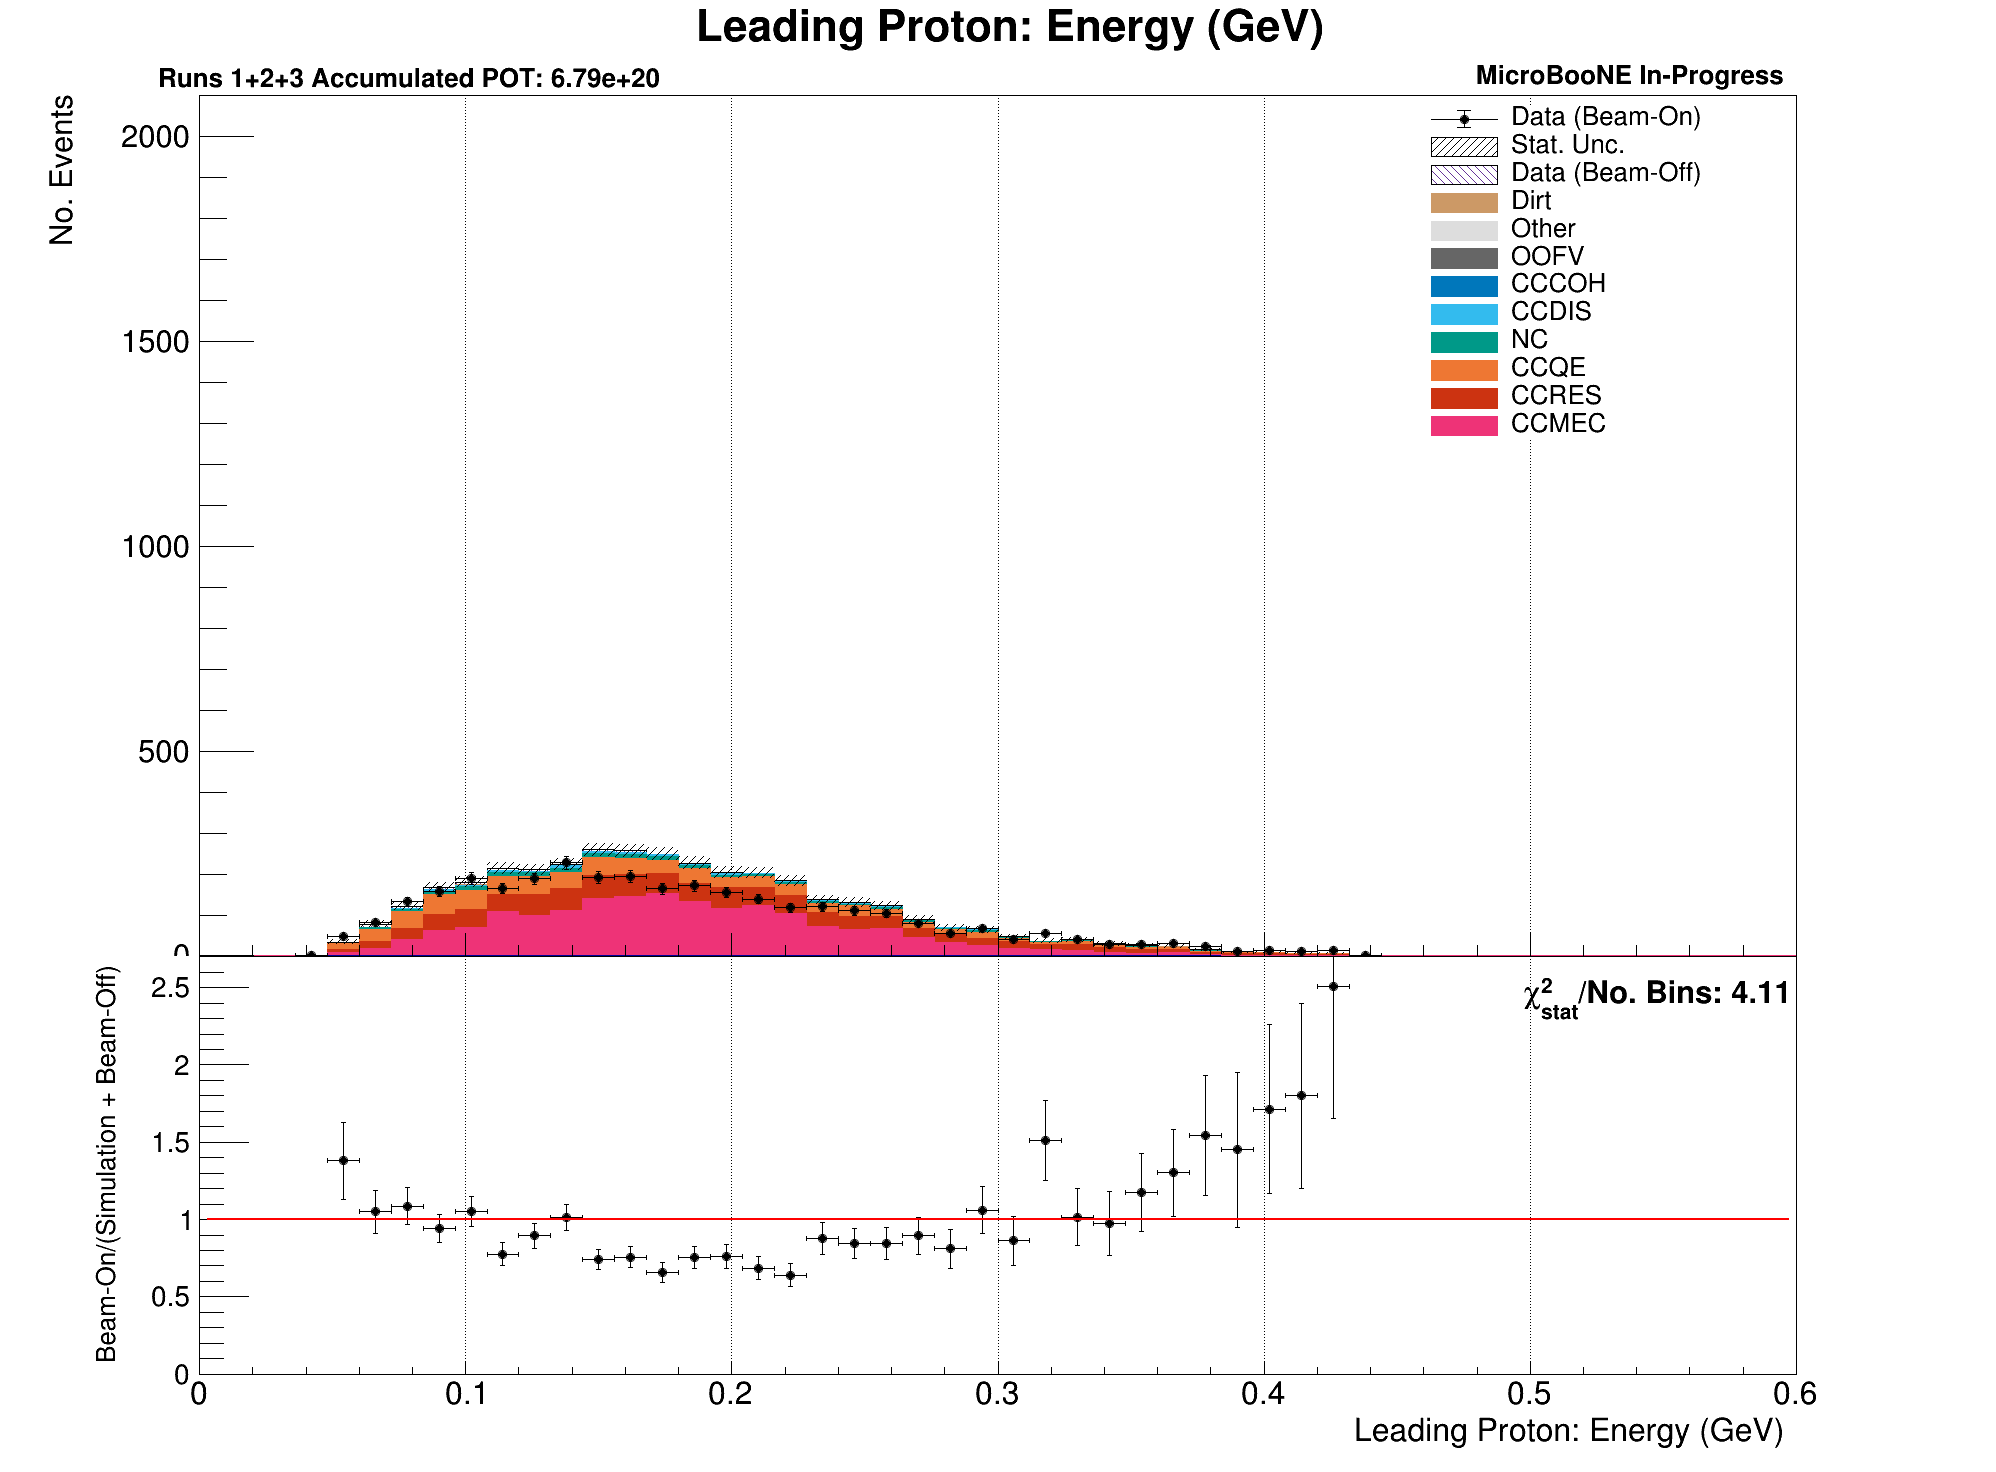 Leading Proton: Energy (GeV)
Runs 1+2+3 Accumulated POT: 6.79e+20
MicroBooNE In-Progress
No. Events
2000
1500
1000
500
0
Data (Beam-On)
Stat. Unc.
Data (Beam-Off)
Dirt
Other
OOFV
CCCOH
CCDIS
NC
CCQE
CCRES
CCMEC
Beam-On/(Simulation + Beam-Off)
2.5
2
1.5
1
0.5
0
χ²stat/No. Bins: 4.11
0 0.1 0.2 0.3 0.4 0.5 0.6
Leading Proton: Energy (GeV)